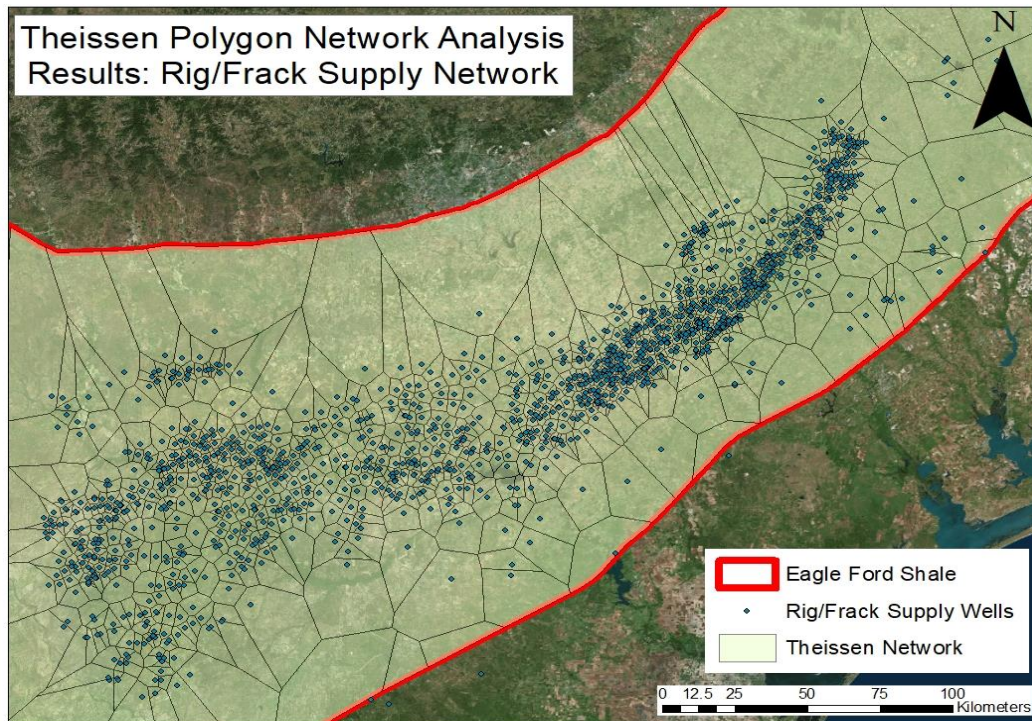 Theissen Polygon Network Analysis
Results: Rig/Frack Supply Network
N
Eagle Ford Shale
Rig/Frack Supply Wells
Theissen Network
0 12.5 25 50 75 100
Kilometers